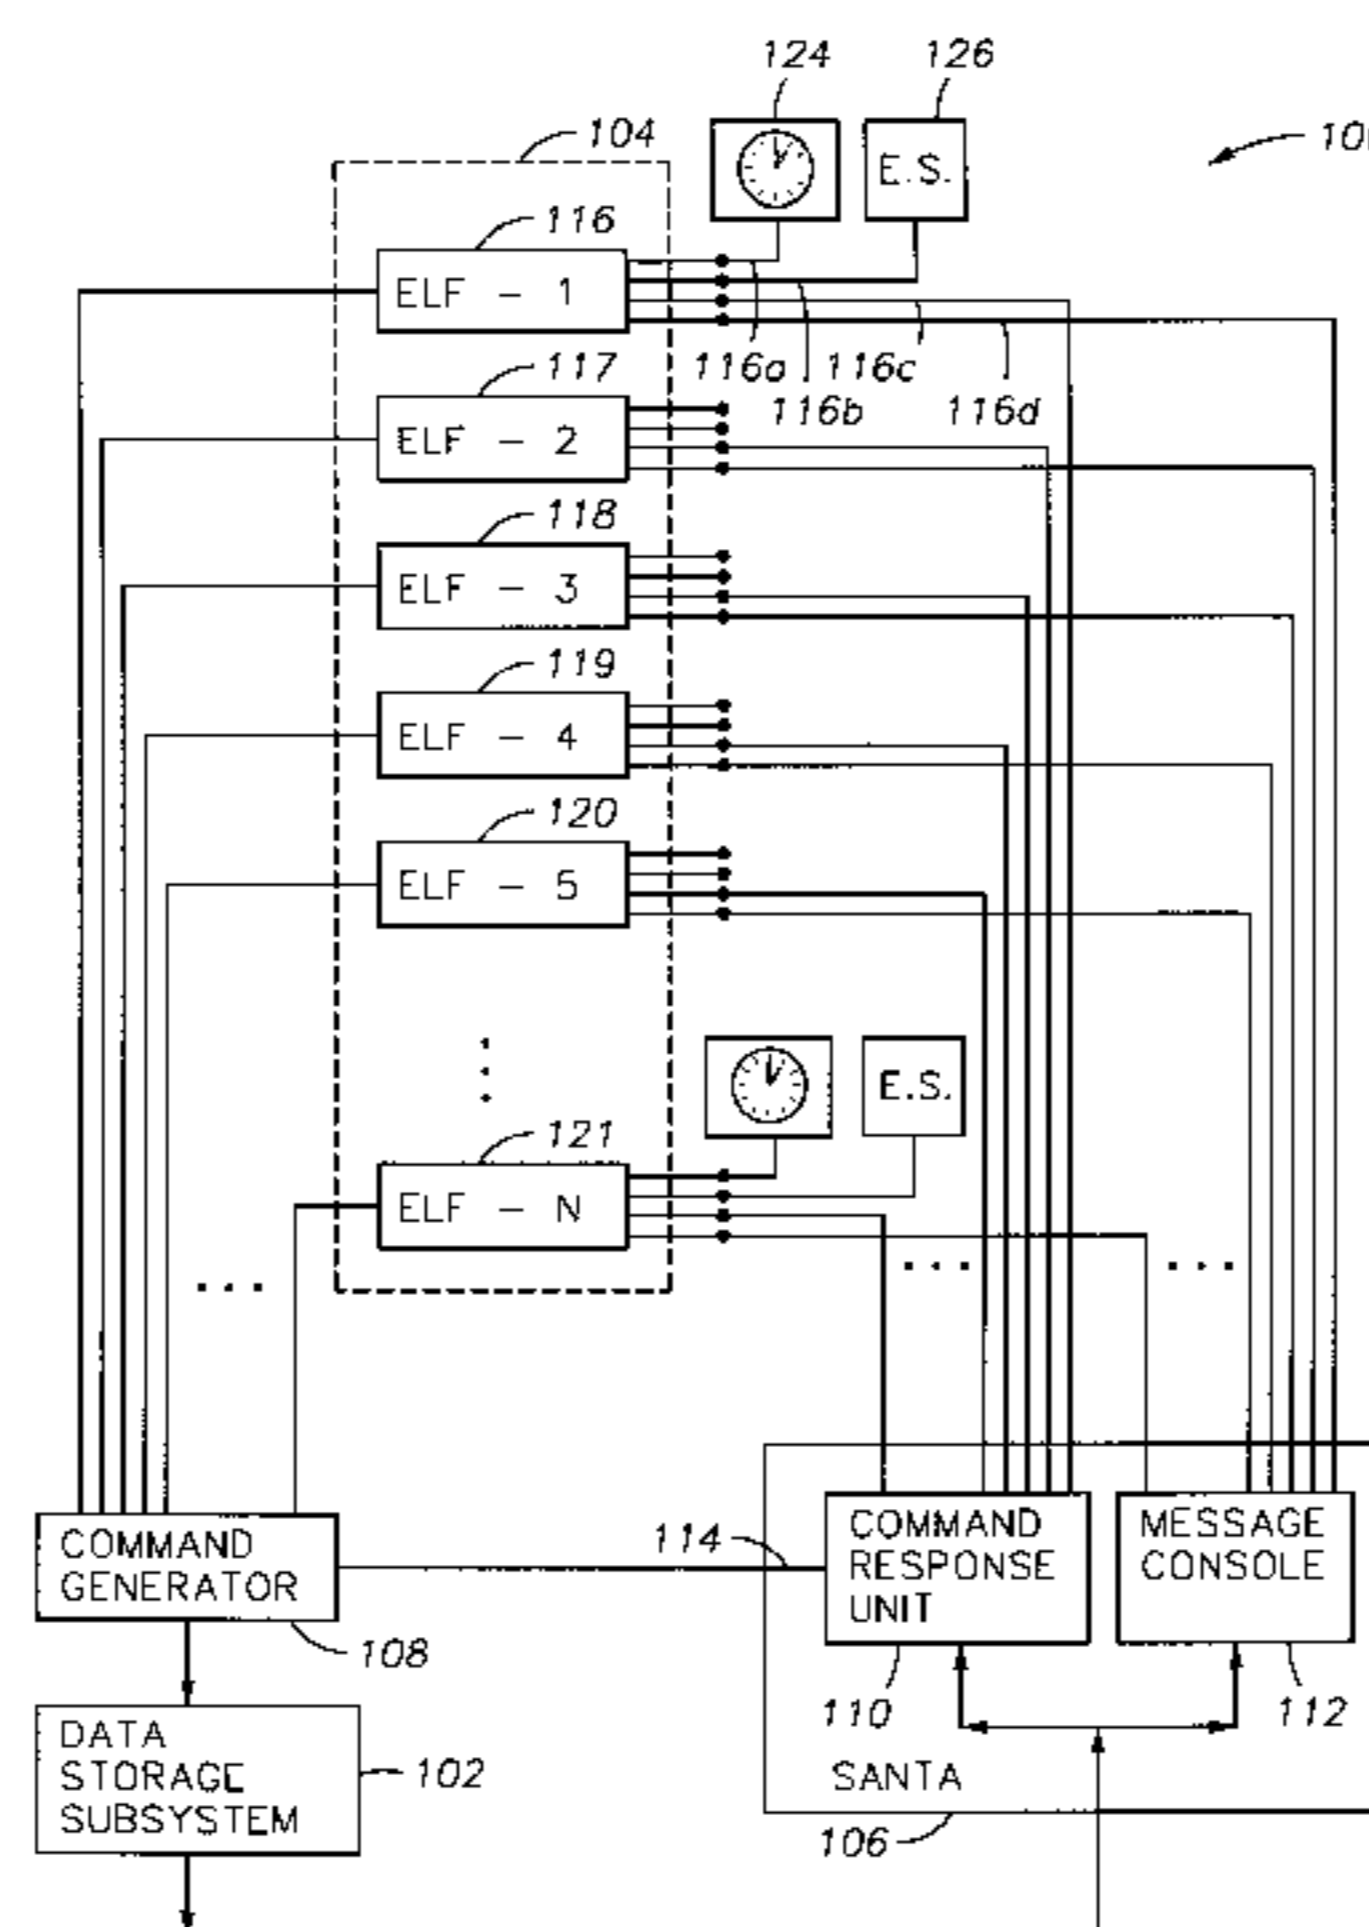 124
126
104
E.S.
116
ELF - 1
117
116a
116c
116b
116d
ELF - 2
118
ELF - 3
119
ELF - 4
120
ELF - 5
E.S.
121
ELF - N
COMMAND
GENERATOR
114
COMMAND
RESPONSE
UNIT
MESSAGE
CONSOLE
108
110
112
DATA
STORAGE
SUBSYSTEM
102
SANTA
106